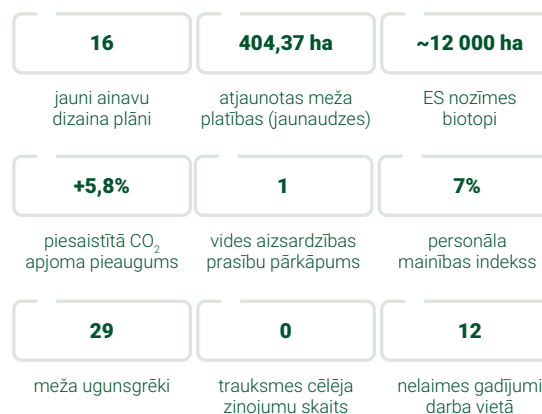 16
404,37 ha
~12 000 ha
jauni ainavu
dizaina plāni
atjaunotas meža
platības (jaunaudzes)
ES nozīmes
biotopi
+5,8%
1
7%
piesaistītā CO₂
apjoma pieaugums
vides aizsardzības
prasību pārkāpums
personāla
mainības indekss
29
0
12
meža ugunsgrēki
trauksmes cēlēja
ziņojumu skaits
nelaimes gadījumi
darba vietā